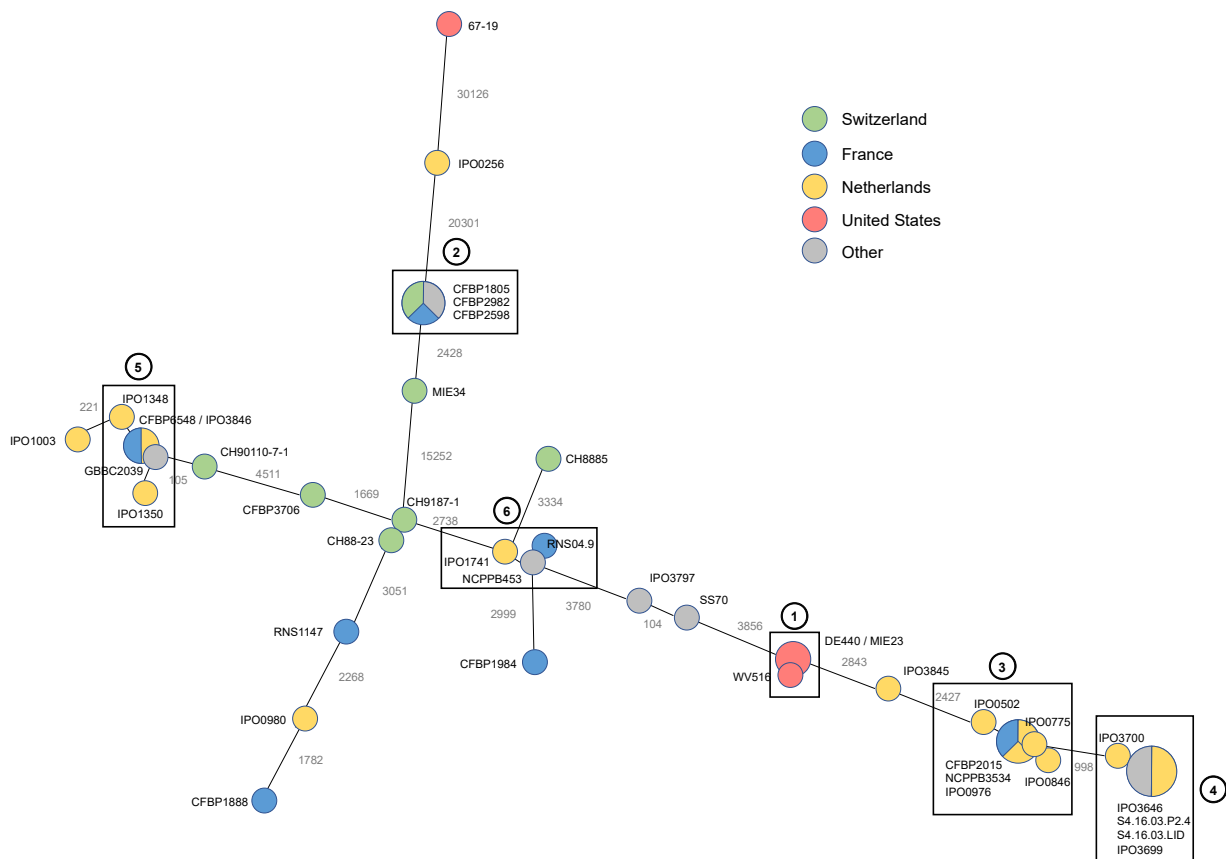 67-19
30126
Switzerland
France
IPO0256
Netherlands
United States
20301
Other
2
CFBP1805
CFBP2982
CFBP2598
2428
5
MIE34
IPO1348
221
CFBP6548 / IPO3846
IPO1003
CH90110-7-1
15252
CH8885
GBBC2039
105
4511
1669
CH9187-1
3334
6
IPO1350
CFBP3706
2738
CH88-23
RNS04.9
IPO1741
NCPPB453
IPO3797
3051
2999
3780
SS70
104
1
RNS1147
3856
DE440 / MIE23
CFBP1984
2843
3
2268
WV516
IPO3845
2427
IPO0502
IPO0980
IPO0775
IPO3700
1782
CFBP2015
998
NCPPB3534
IPO0976
IPO0846
4
CFBP1888
IPO3646
S4.16.03.P2.4
S4.16.03.LID
IPO3699